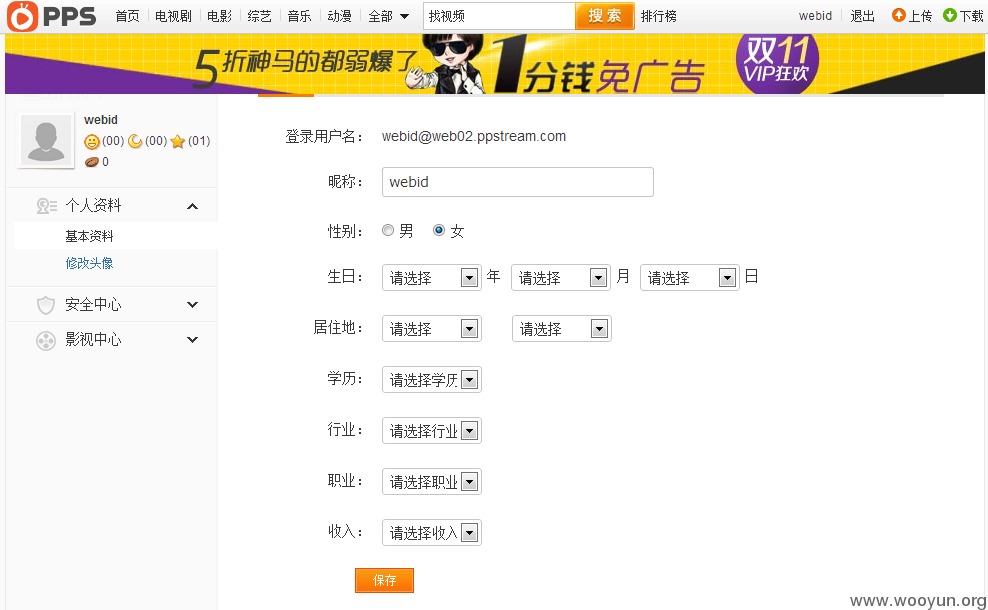 PPS 首页 电视剧 电影 综艺 音乐 动漫 全部 找视频 搜 索 排行榜 webid 退出 上传 下载
5折神马的都弱爆了 1分钱免广告 双11 VIP狂欢
webid
(00) (00) (01)
0
个人资料
基本资料
修改头像
安全中心
影视中心
登录用户名： webid@web02.ppstream.com
昵称： webid
性别： 男 女
生日： 请选择 年 请选择 月 请选择 日
居住地： 请选择 请选择
学历： 请选择学历
行业： 请选择行业
职业： 请选择职业
收入： 请选择收入
保存
www.wooyun.org